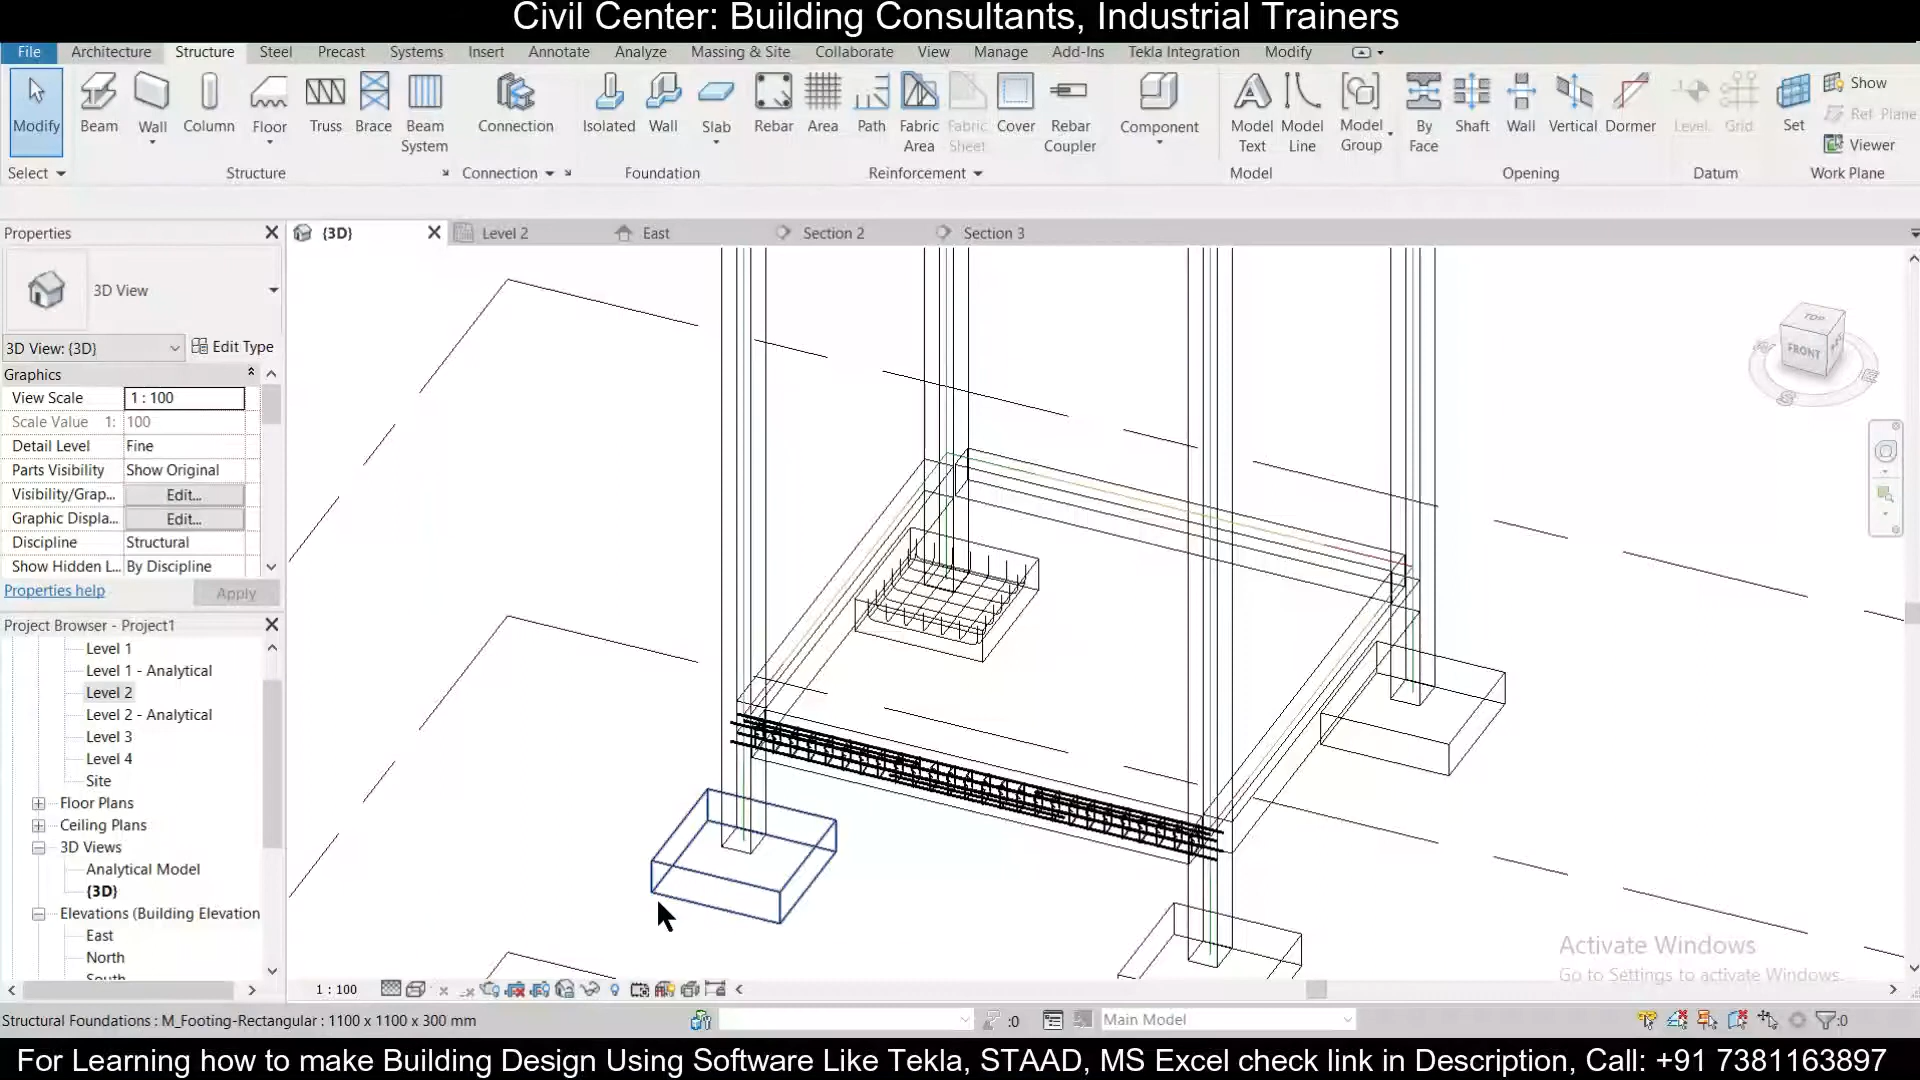 Civil Center: Building Consultants, Industrial Trainers
File Architecture Structure Steel Precast Systems Insert Annotate Analyze Massing & Site Collaborate View Manage Add-Ins Tekla Integration Modify
Modify Beam Wall Column Floor Truss Brace Beam System Connection Isolated Wall Slab Rebar Area Path Fabric Area Fabric Sheet Cover Rebar Coupler Component Model Text Model Line Model Group By Face Shaft Wall Vertical Dormer Level Grid Set Show
Ref Plane
Viewer
Select Structure Connection Foundation Reinforcement Model Opening Datum Work Plane
Properties {3D} Level 2 East Section 2 Section 3
3D View
3D View: {3D} Edit Type
Graphics
View Scale 1 : 100
Scale Value 1: 100
Detail Level Fine
Parts Visibility Show Original
Visibility/Grap... Edit...
Graphic Displa... Edit...
Discipline Structural
Show Hidden L... By Discipline
Properties help Apply
TOP
FRONT
Project Browser - Project1
Level 1
Level 1 - Analytical
Level 2
Level 2 - Analytical
Level 3
Level 4
Site
Floor Plans
Ceiling Plans
3D Views
Analytical Model
{3D}
Elevations (Building Elevation
East
North
South
Activate Windows
Go to Settings to activate Windows.
1 : 100
Structural Foundations : M_Footing-Rectangular : 1100 x 1100 x 300 mm :0 Main Model :0
For Learning how to make Building Design Using Software Like Tekla, STAAD, MS Excel check link in Description, Call: +91 7381163897